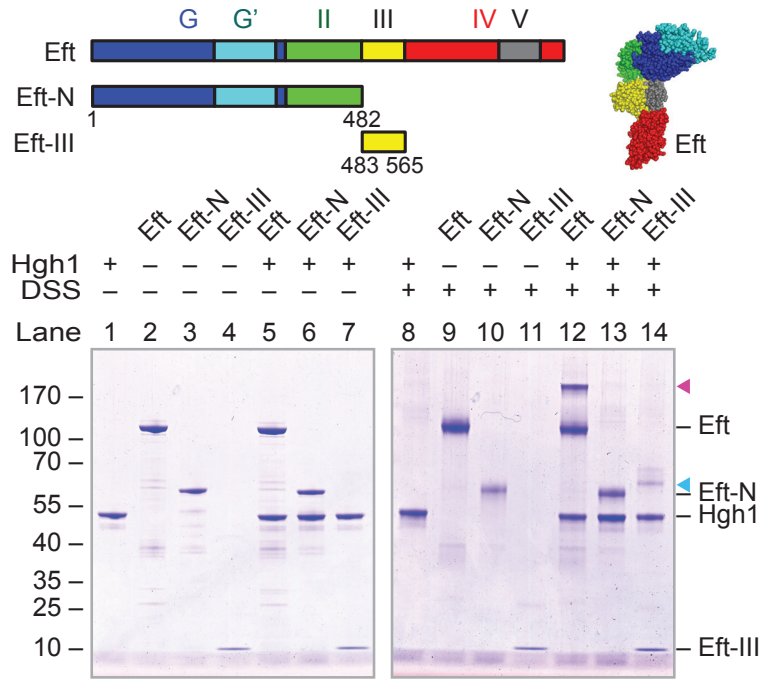 G G’ II III IV V
Eft
Eft-N
1 482
Eft-III
483 565
Eft
Eft Eft-N Eft-III Eft Eft-N Eft-III Eft Eft-N Eft-III Eft Eft-N Eft-III
Hgh1 + – – – + + + + – – – + + +
DSS – – – – – – – + + + + + + +
Lane 1 2 3 4 5 6 7 8 9 10 11 12 13 14
170 –
100 – – Eft
70 –
55 – – Eft-N
– Hgh1
40 –
35 –
25 –
10 – – Eft-III